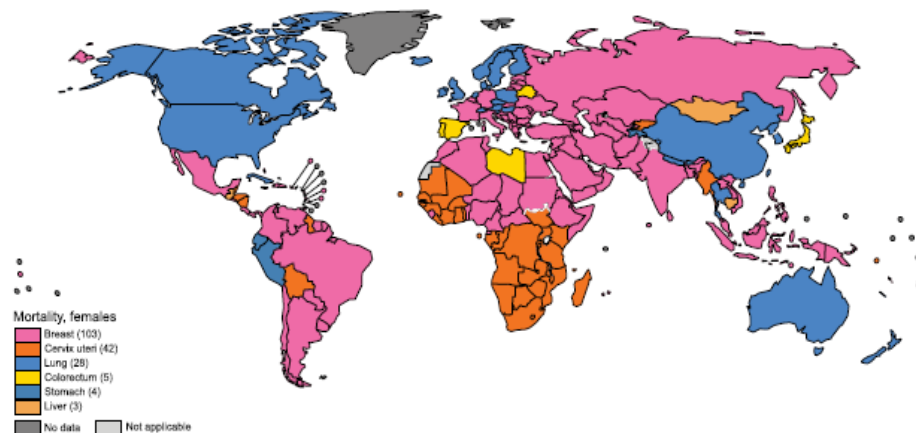 Mortality, females
Breast (103)
Cervix uteri (42)
Lung (28)
Colorectum (5)
Stomach (4)
Liver (3)
No data Not applicable